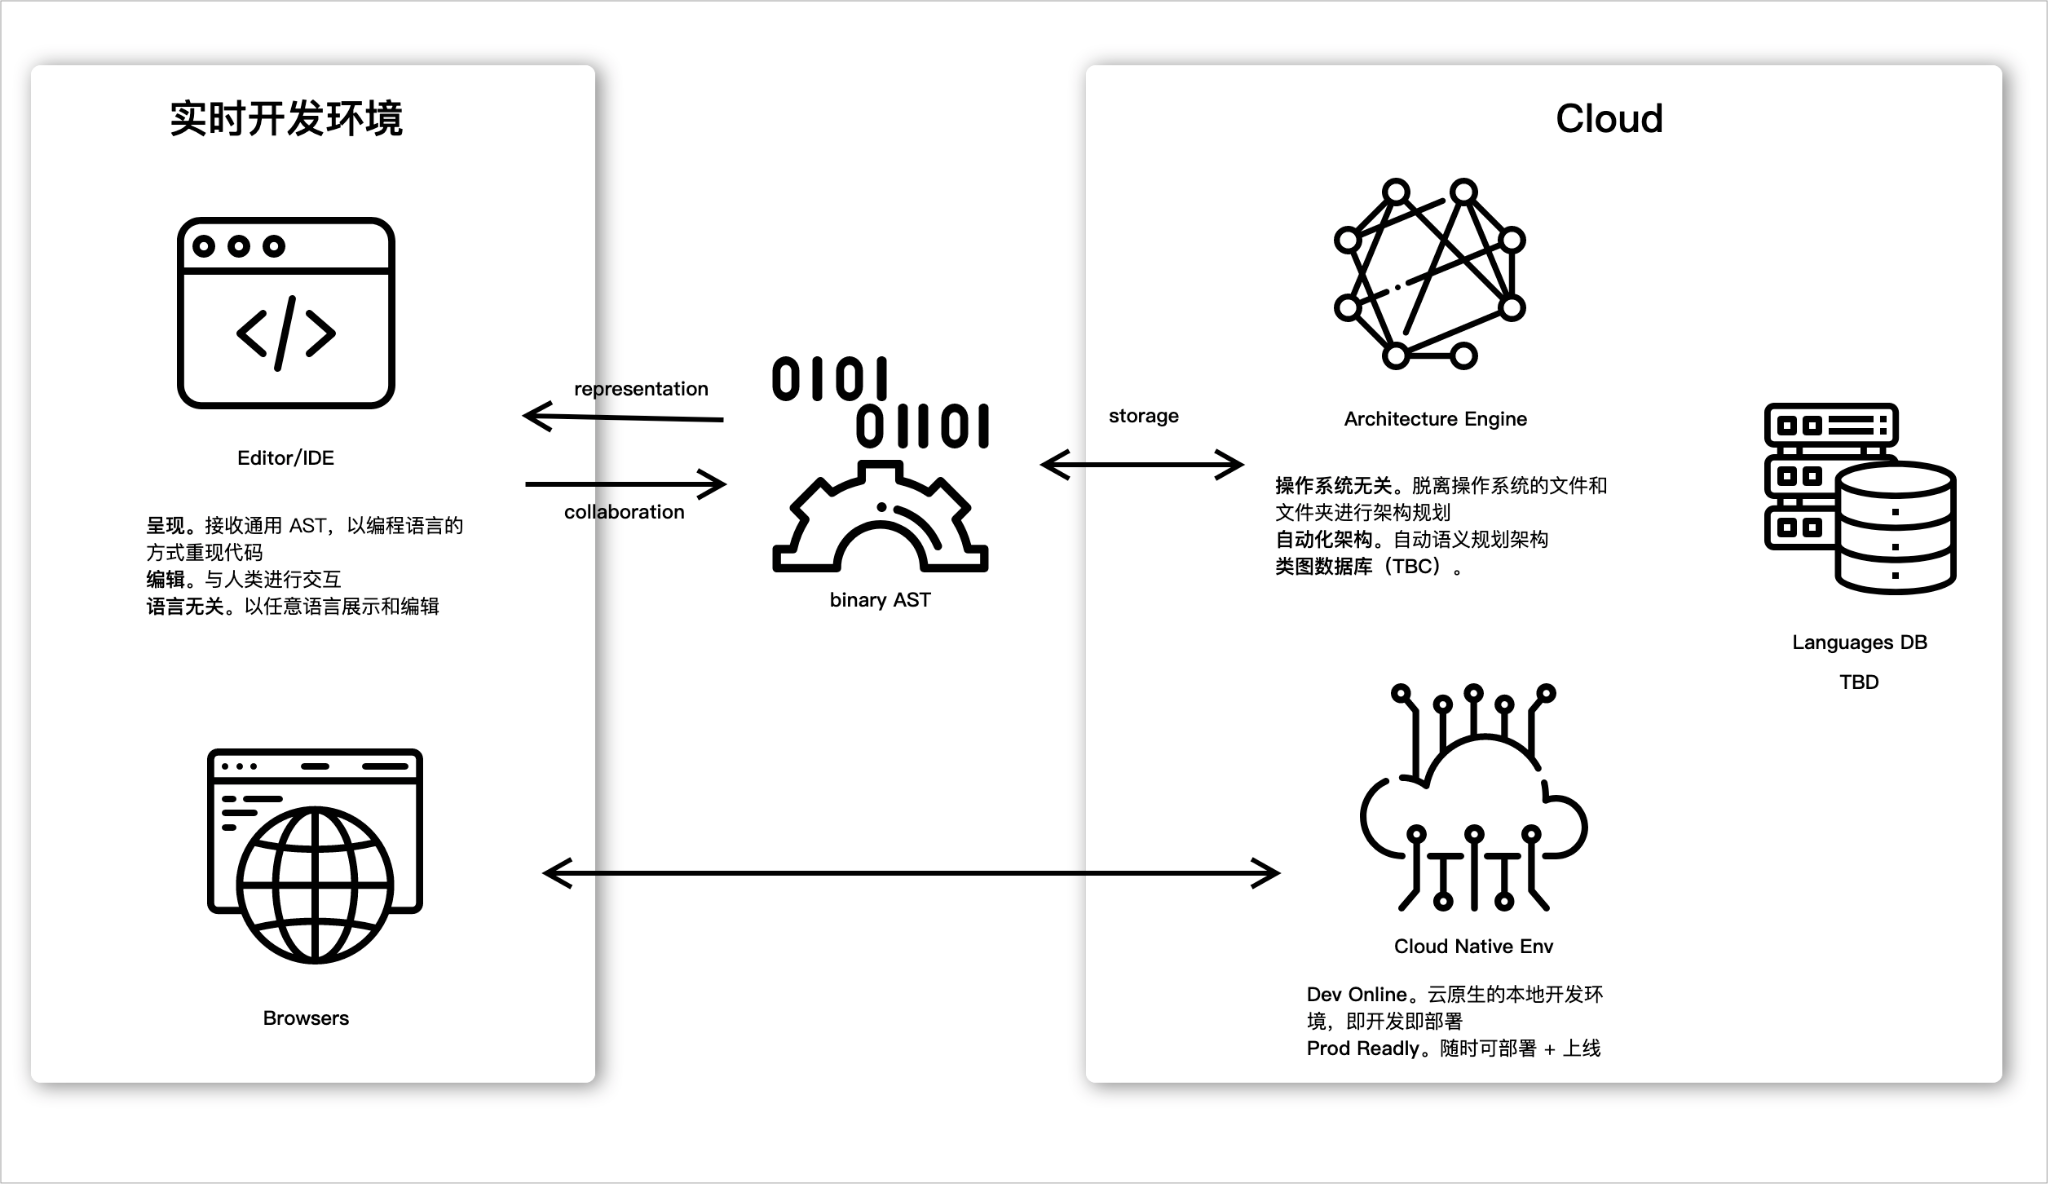 实时开发环境
Editor/IDE
呈现。接收通用 AST，以编程语言的
方式重现代码
编辑。与人类进行交互
语言无关。以任意语言展示和编辑
Browsers
representation
collaboration
0101
01101
binary AST
storage
Cloud
Architecture Engine
操作系统无关。脱离操作系统的文件和
文件夹进行架构规划
自动化架构。自动语义规划架构
类图数据库（TBC）。
Languages DB
TBD
Cloud Native Env
Dev Online。云原生的本地开发环
境，即开发即部署
Prod Readly。随时可部署 + 上线